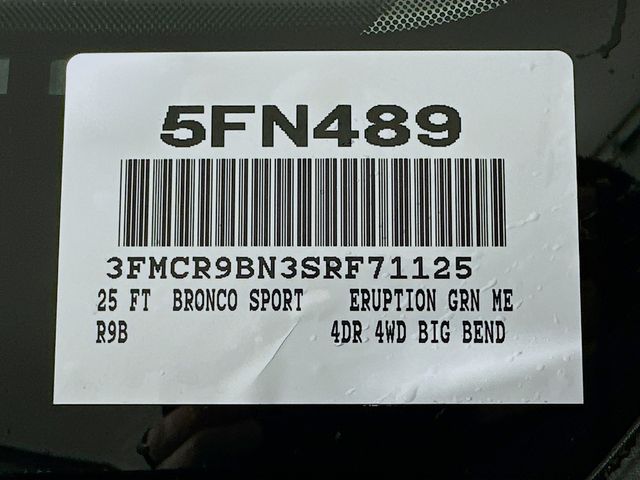 5FN489
3FMCR9BN3SRF71125
25 FT BRONCO SPORT ERUPTION GRN ME
R9B 4DR 4WD BIG BEND